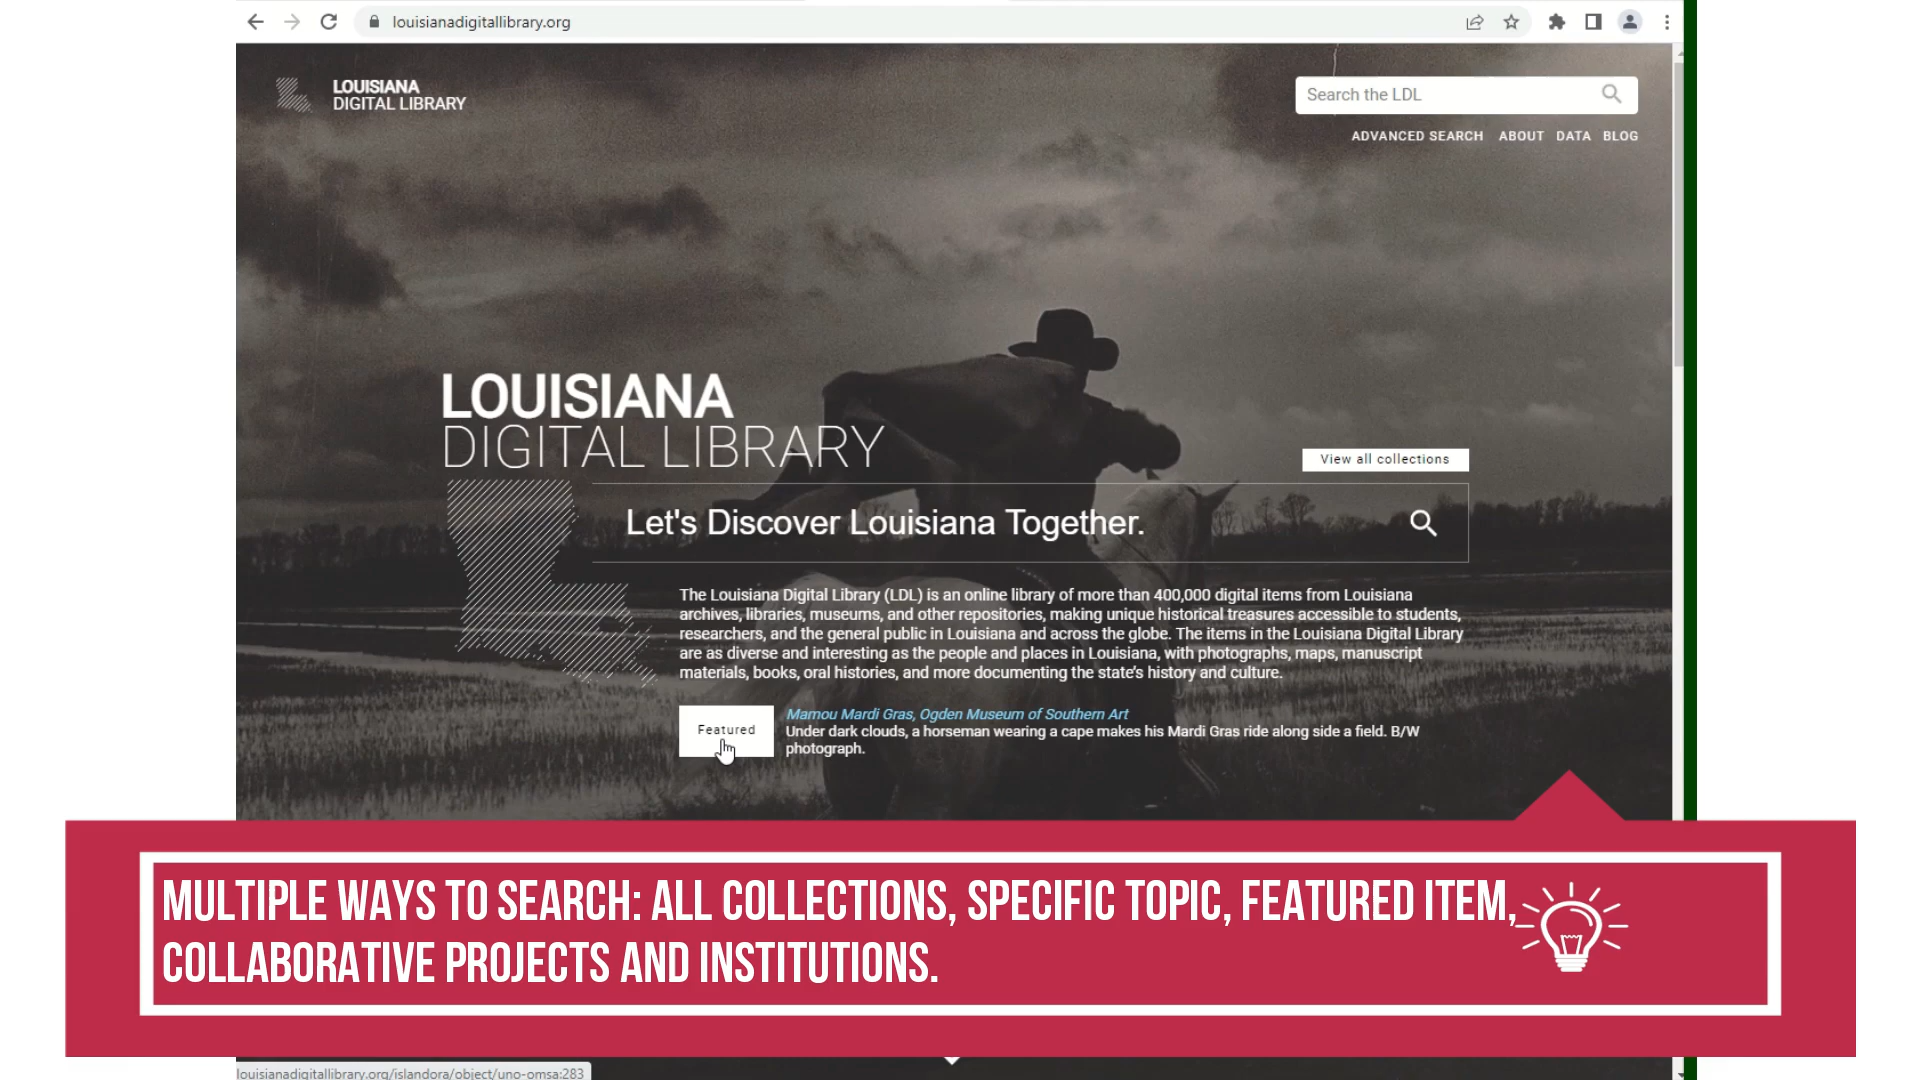 louisianadigitallibrary.org
LOUISIANA
DIGITAL LIBRARY
Search the LDL
ADVANCED SEARCH ABOUT DATA BLOG
LOUISIANA
DIGITAL LIBRARY
View all collections
Let's Discover Louisiana Together.
The Louisiana Digital Library (LDL) is an online library of more than 400,000 digital items from Louisiana
archives, libraries, museums, and other repositories, making unique historical treasures accessible to students,
researchers, and the general public in Louisiana and across the globe. The items in the Louisiana Digital Library
are as diverse and interesting as the people and places in Louisiana, with photographs, maps, manuscript
materials, books, oral histories, and more documenting the state's history and culture.
Featured
Mamou Mardi Gras, Ogden Museum of Southern Art
Under dark clouds, a horseman wearing a cape makes his Mardi Gras ride along side a field. B/W
photograph.
MULTIPLE WAYS TO SEARCH: ALL COLLECTIONS, SPECIFIC TOPIC, FEATURED ITEM,
COLLABORATIVE PROJECTS AND INSTITUTIONS.
louisianadigitallibrary.org/islandora/object/uno-omsa:283